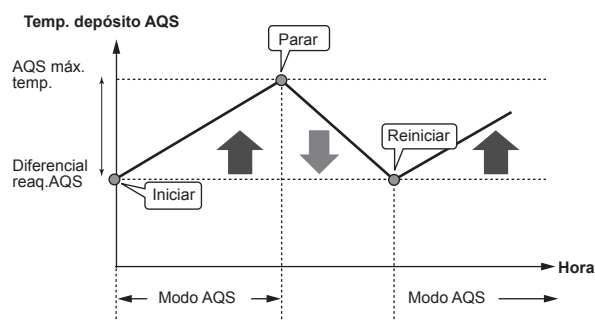 Temp. depósito AQS
Parar
AQS máx.
temp.
Reiniciar
Diferencial
reaq.AQS
Iniciar
Hora
Modo AQS
Modo AQS